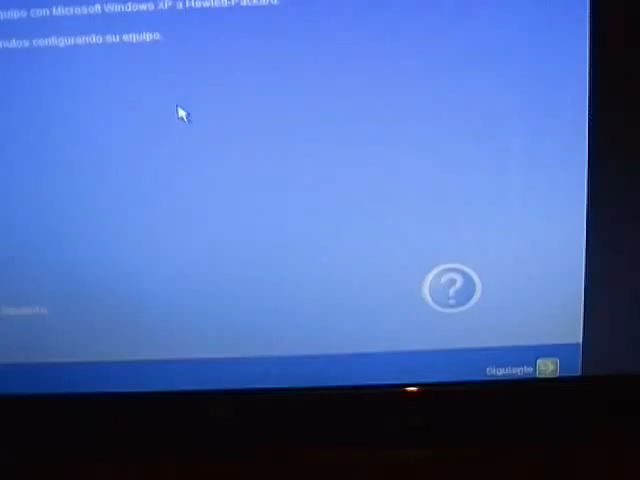 equipo con Microsoft Windows XP a Hewlett-Packard.
nutos configurando su equipo.
?
Siguiente